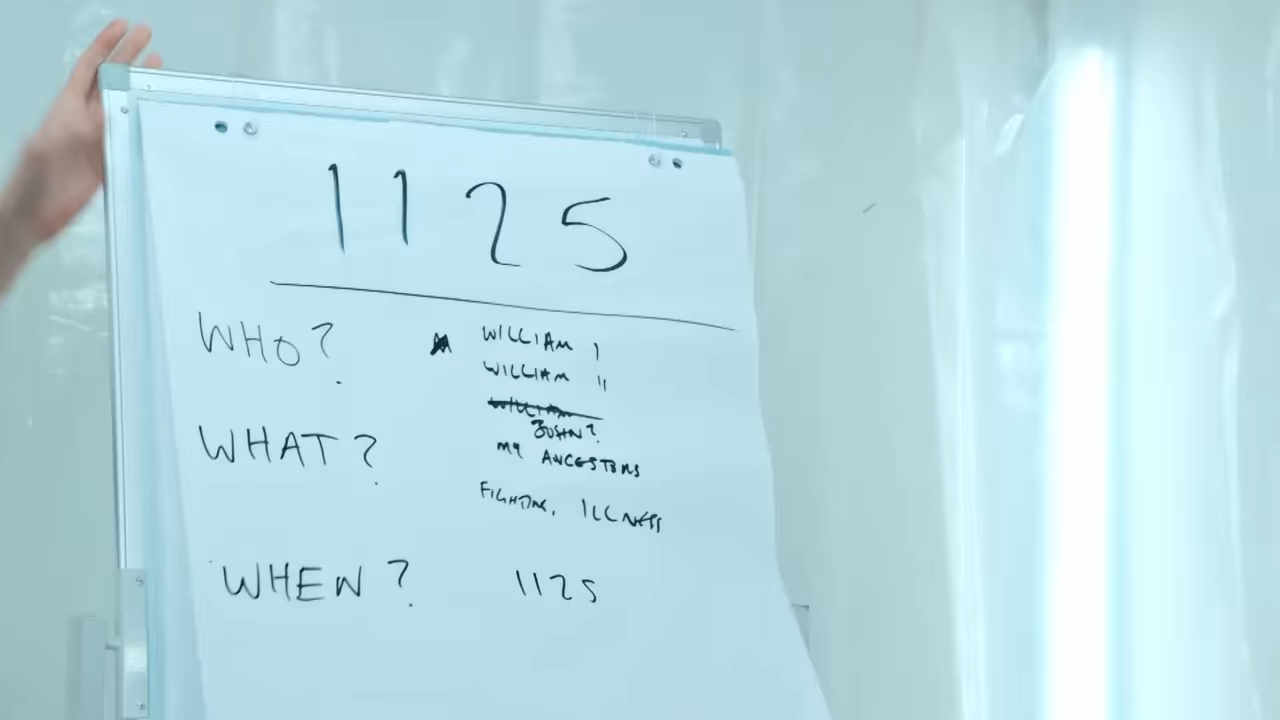 1125
WHO?
WILLIAM I
WILLIAM II
WILLIAM
JOHN?
WHAT?
MY ANCESTORS
FIGHTING, ILLNESS
WHEN?
1125